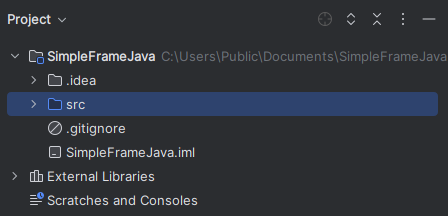 Project
SimpleFrameJava C:\Users\Public\Documents\SimpleFrameJava
.idea
src
.gitignore
SimpleFrameJava.iml
External Libraries
Scratches and Consoles